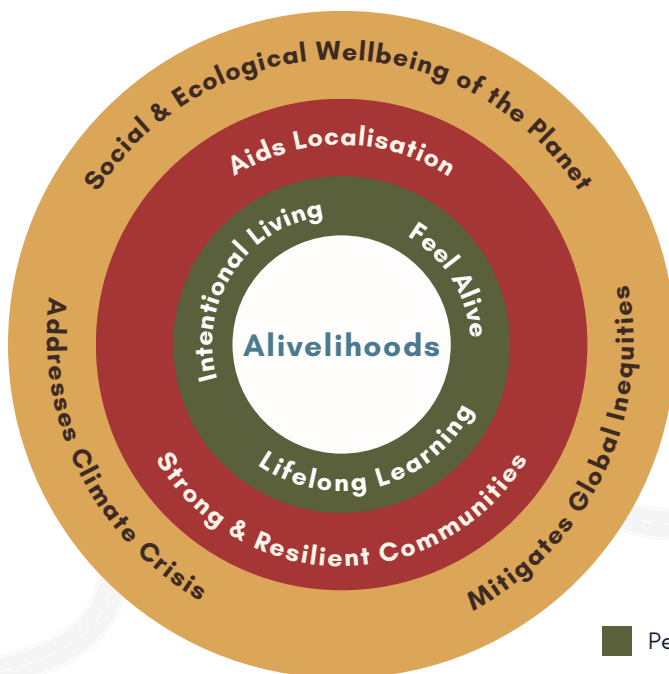 Social & Ecological Wellbeing of the Planet
Aids Localisation
Intentional Living
Feel Alive
Alivelihoods
Lifelong Learning
Strong & Resilient Communities
Addresses Climate Crisis
Mitigates Global Inequities
Pe